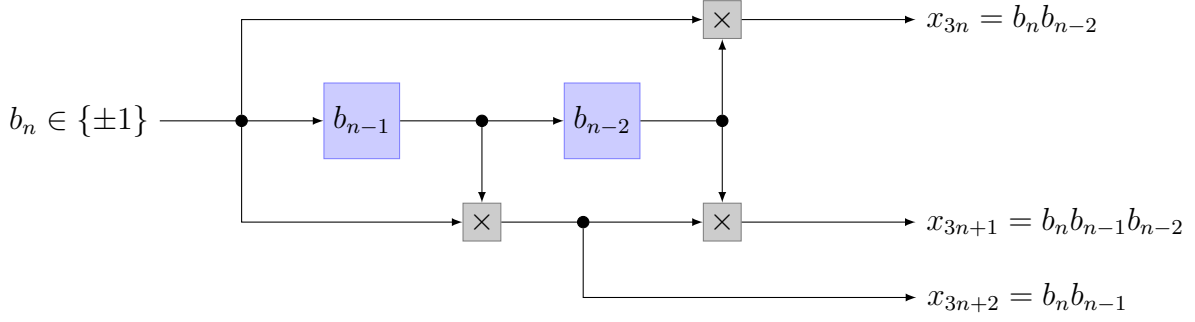 ×
x_{3n} = b_n b_{n-2}
b_n ∈ {±1}
b_{n-1}
b_{n-2}
×
×
x_{3n+1} = b_n b_{n-1} b_{n-2}
x_{3n+2} = b_n b_{n-1}